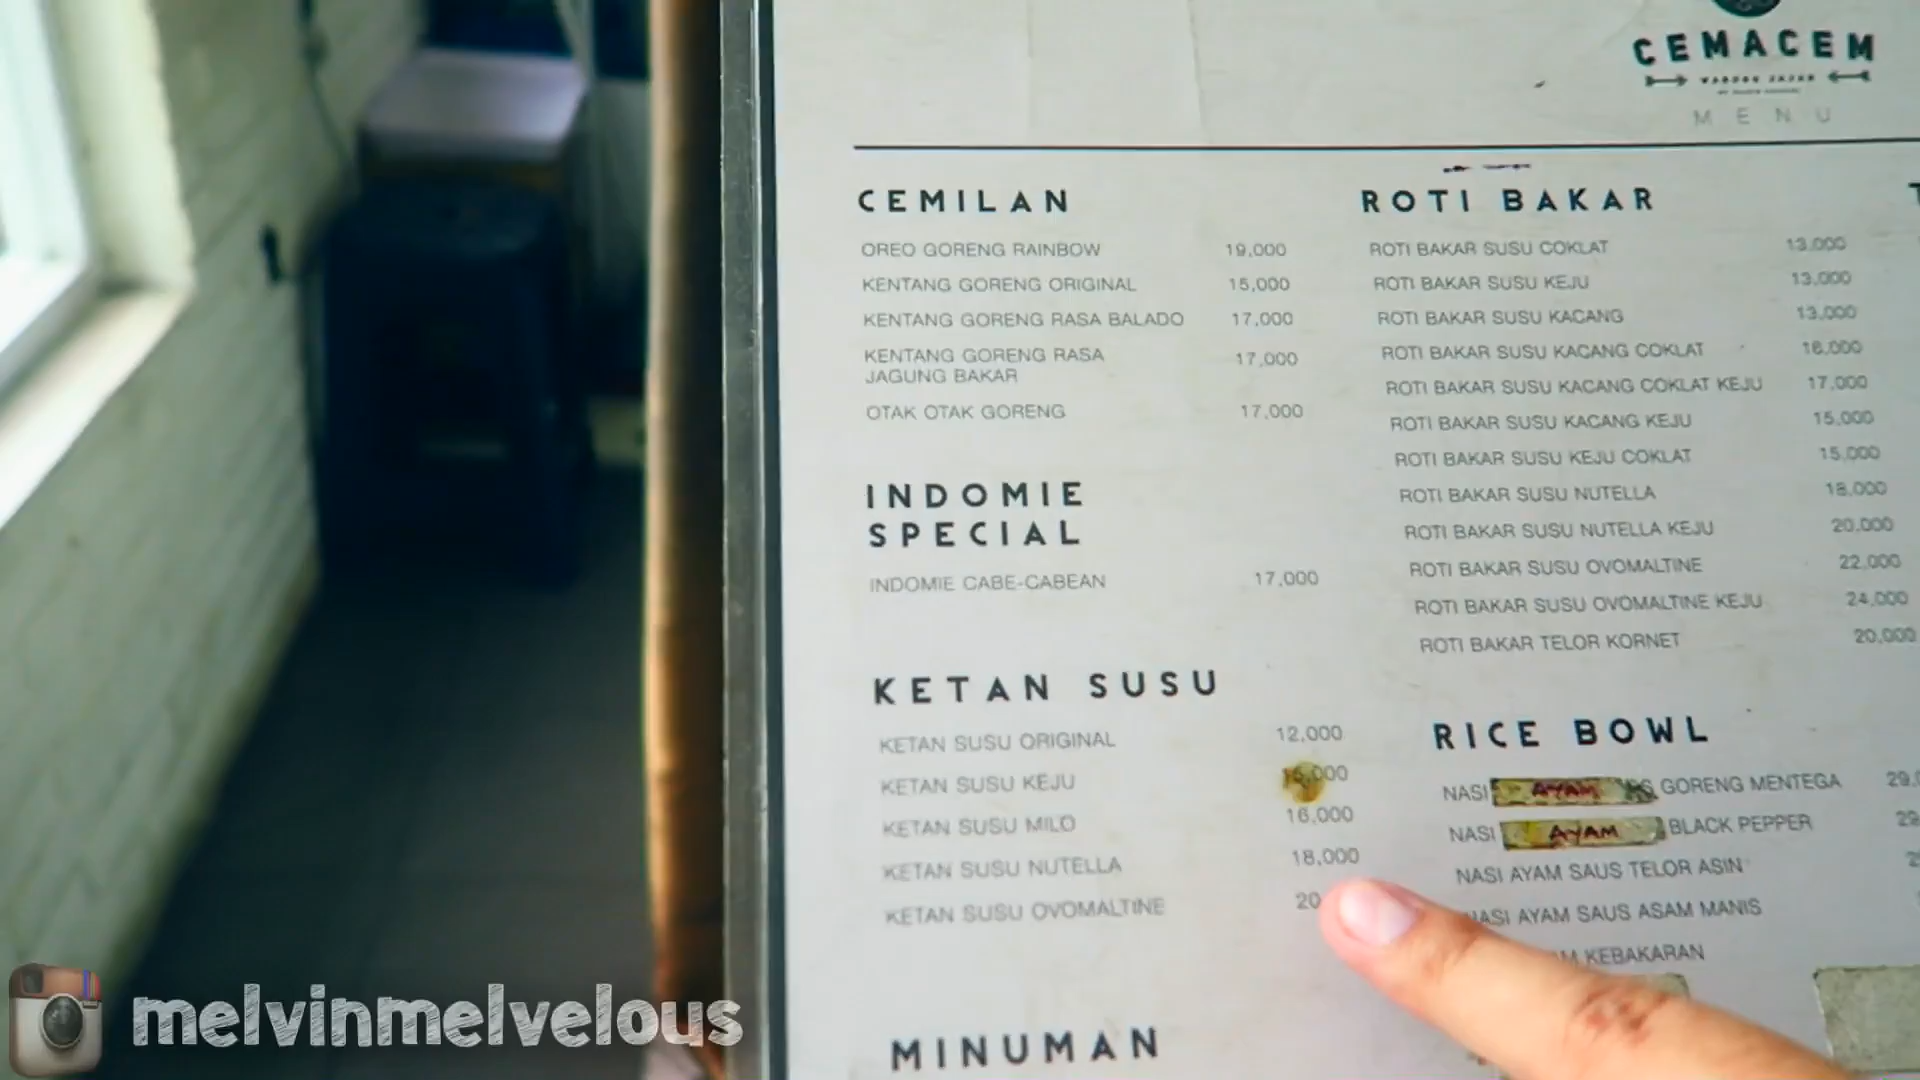 CEMACEM
MENU
CEMILAN
OREO GORENG RAINBOW 19,000
KENTANG GORENG ORIGINAL 15,000
KENTANG GORENG RASA BALADO 17,000
KENTANG GORENG RASA
JAGUNG BAKAR 17,000
OTAK OTAK GORENG 17,000
INDOMIE
SPECIAL
INDOMIE CABE-CABEAN 17,000
KETAN SUSU
KETAN SUSU ORIGINAL 12,000
KETAN SUSU KEJU
KETAN SUSU MILO 16,000
KETAN SUSU NUTELLA 18,000
KETAN SUSU OVOMALTINE 20
MINUMAN
ROTI BAKAR
ROTI BAKAR SUSU COKLAT 13,000
ROTI BAKAR SUSU KEJU 13,000
ROTI BAKAR SUSU KACANG 13,000
ROTI BAKAR SUSU KACANG COKLAT 16,000
ROTI BAKAR SUSU KACANG COKLAT KEJU 17,000
ROTI BAKAR SUSU KACANG KEJU 15,000
ROTI BAKAR SUSU KEJU COKLAT 15,000
ROTI BAKAR SUSU NUTELLA 18,000
ROTI BAKAR SUSU NUTELLA KEJU 20,000
ROTI BAKAR SUSU OVOMALTINE 22,000
ROTI BAKAR SUSU OVOMALTINE KEJU 24,000
ROTI BAKAR TELOR KORNET 20,000
RICE BOWL
NASI AYAM GORENG MENTEGA 29,0
NASI AYAM BLACK PEPPER 29
NASI AYAM SAUS TELOR ASIN
NASI AYAM SAUS ASAM MANIS
KEBAKARAN
melvinmelvelous